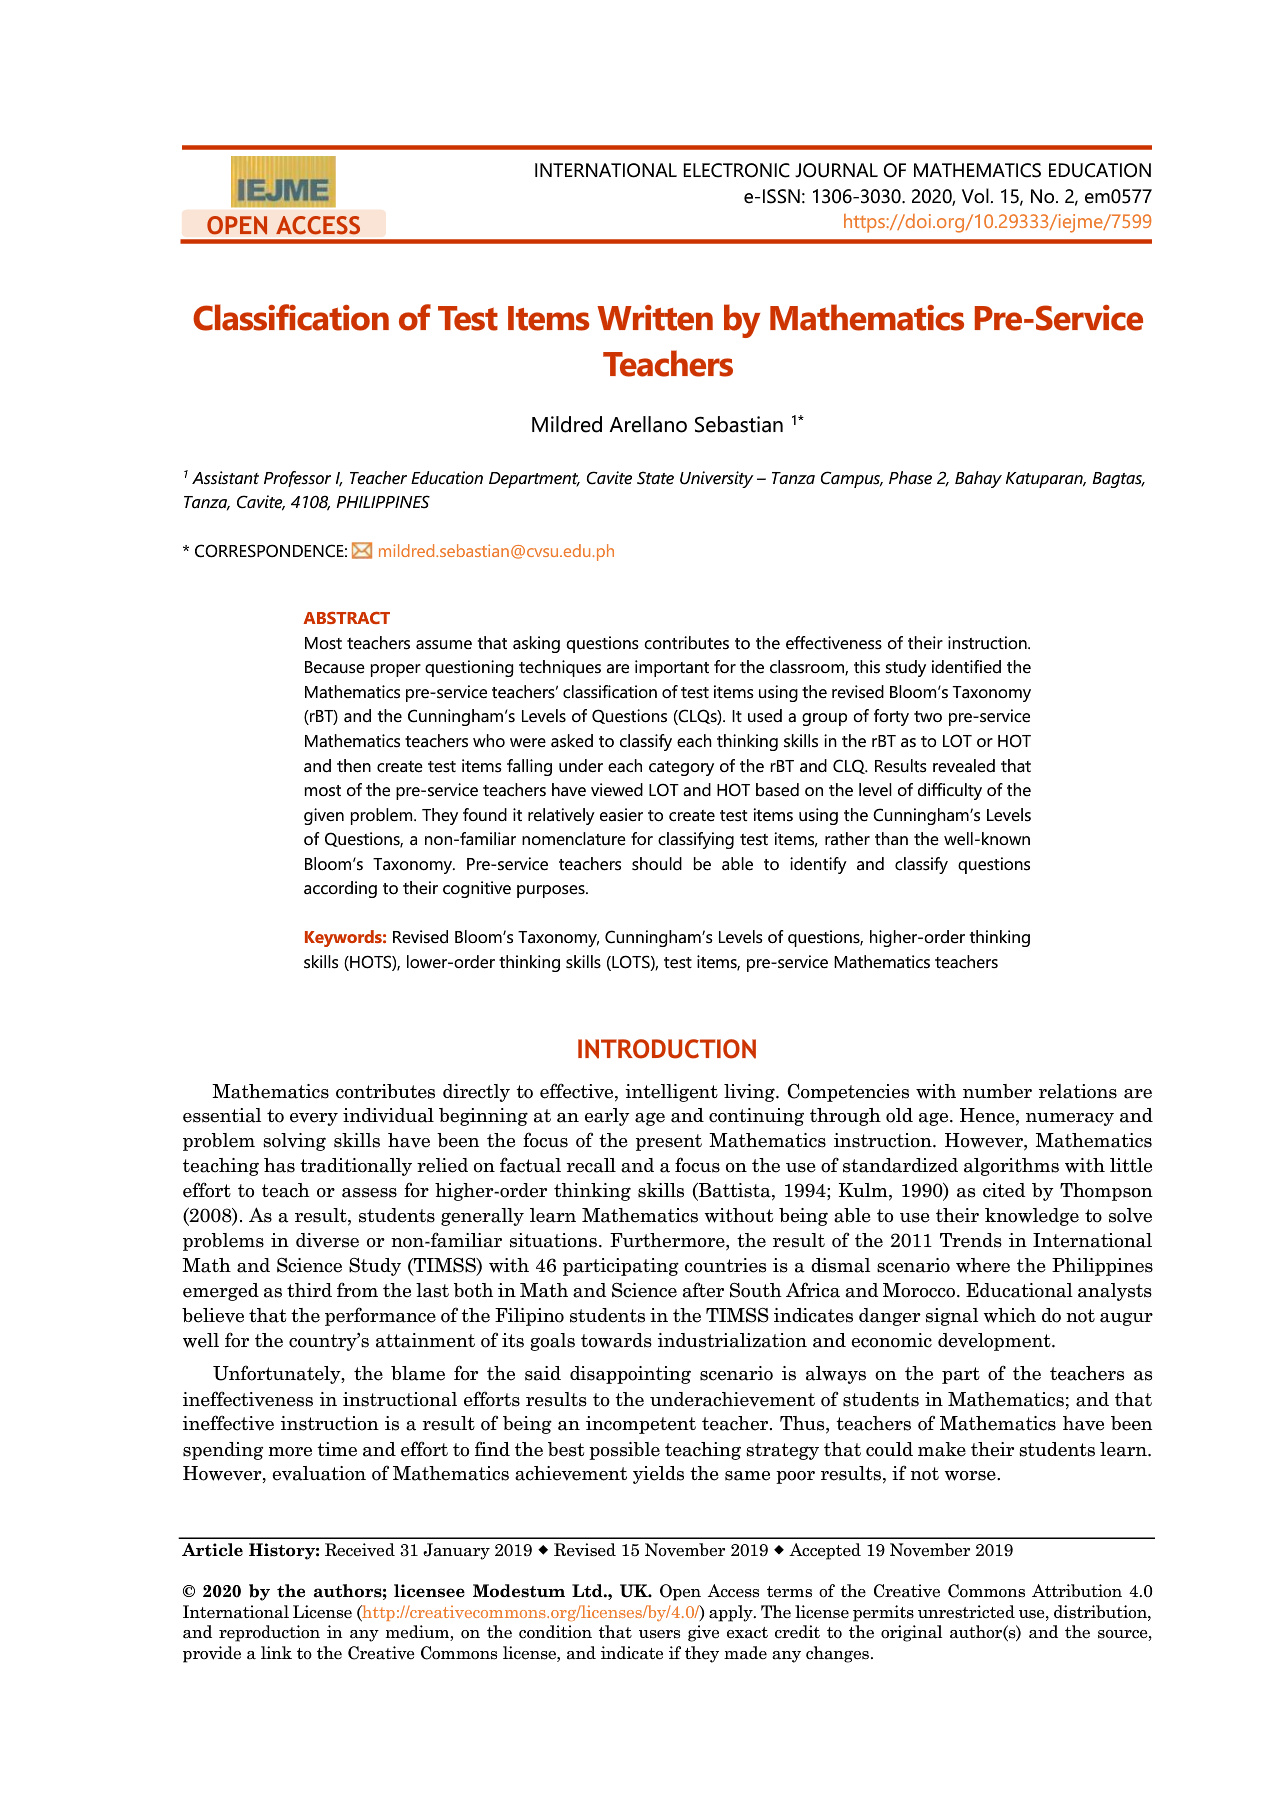 IEJME
OPEN ACCESS
INTERNATIONAL ELECTRONIC JOURNAL OF MATHEMATICS EDUCATION
e-ISSN: 1306-3030. 2020, Vol. 15, No. 2, em0577
https://doi.org/10.29333/iejme/7599
Classification of Test Items Written by Mathematics Pre-Service
Teachers
Mildred Arellano Sebastian 1*
1 Assistant Professor I, Teacher Education Department, Cavite State University – Tanza Campus, Phase 2, Bahay Katuparan, Bagtas,
Tanza, Cavite, 4108, PHILIPPINES
* CORRESPONDENCE: mildred.sebastian@cvsu.edu.ph
ABSTRACT
Most teachers assume that asking questions contributes to the effectiveness of their instruction.
Because proper questioning techniques are important for the classroom, this study identified the
Mathematics pre-service teachers’ classification of test items using the revised Bloom’s Taxonomy
(rBT) and the Cunningham’s Levels of Questions (CLQs). It used a group of forty two pre-service
Mathematics teachers who were asked to classify each thinking skills in the rBT as to LOT or HOT
and then create test items falling under each category of the rBT and CLQ. Results revealed that
most of the pre-service teachers have viewed LOT and HOT based on the level of difficulty of the
given problem. They found it relatively easier to create test items using the Cunningham’s Levels
of Questions, a non-familiar nomenclature for classifying test items, rather than the well-known
Bloom’s Taxonomy. Pre-service teachers should be able to identify and classify questions
according to their cognitive purposes.
Keywords: Revised Bloom’s Taxonomy, Cunningham’s Levels of questions, higher-order thinking
skills (HOTS), lower-order thinking skills (LOTS), test items, pre-service Mathematics teachers
INTRODUCTION
Mathematics contributes directly to effective, intelligent living. Competencies with number relations are
essential to every individual beginning at an early age and continuing through old age. Hence, numeracy and
problem solving skills have been the focus of the present Mathematics instruction. However, Mathematics
teaching has traditionally relied on factual recall and a focus on the use of standardized algorithms with little
effort to teach or assess for higher-order thinking skills (Battista, 1994; Kulm, 1990) as cited by Thompson
(2008). As a result, students generally learn Mathematics without being able to use their knowledge to solve
problems in diverse or non-familiar situations. Furthermore, the result of the 2011 Trends in International
Math and Science Study (TIMSS) with 46 participating countries is a dismal scenario where the Philippines
emerged as third from the last both in Math and Science after South Africa and Morocco. Educational analysts
believe that the performance of the Filipino students in the TIMSS indicates danger signal which do not augur
well for the country’s attainment of its goals towards industrialization and economic development.
Unfortunately, the blame for the said disappointing scenario is always on the part of the teachers as
ineffectiveness in instructional efforts results to the underachievement of students in Mathematics; and that
ineffective instruction is a result of being an incompetent teacher. Thus, teachers of Mathematics have been
spending more time and effort to find the best possible teaching strategy that could make their students learn.
However, evaluation of Mathematics achievement yields the same poor results, if not worse.
Article History: Received 31 January 2019 ◆ Revised 15 November 2019 ◆ Accepted 19 November 2019
© 2020 by the authors; licensee Modestum Ltd., UK. Open Access terms of the Creative Commons Attribution 4.0
International License (http://creativecommons.org/licenses/by/4.0/) apply. The license permits unrestricted use, distribution,
and reproduction in any medium, on the condition that users give exact credit to the original author(s) and the source,
provide a link to the Creative Commons license, and indicate if they made any changes.